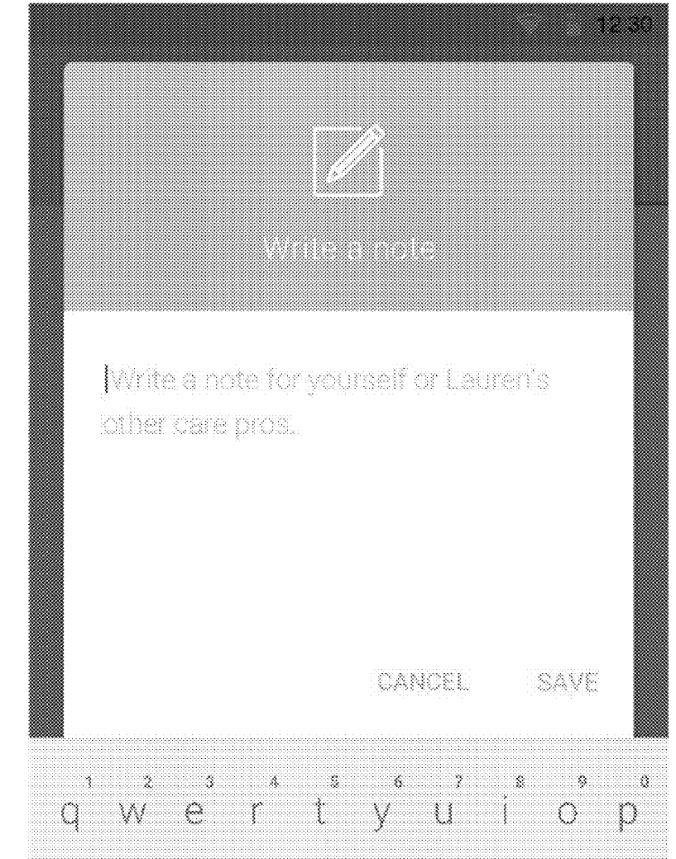 12:30
Write a note
Write a note for yourself or Lauren's
other care pros..
CANCEL SAVE
1 2 3 4 5 6 7 8 9 0
q w e r t y u i o p